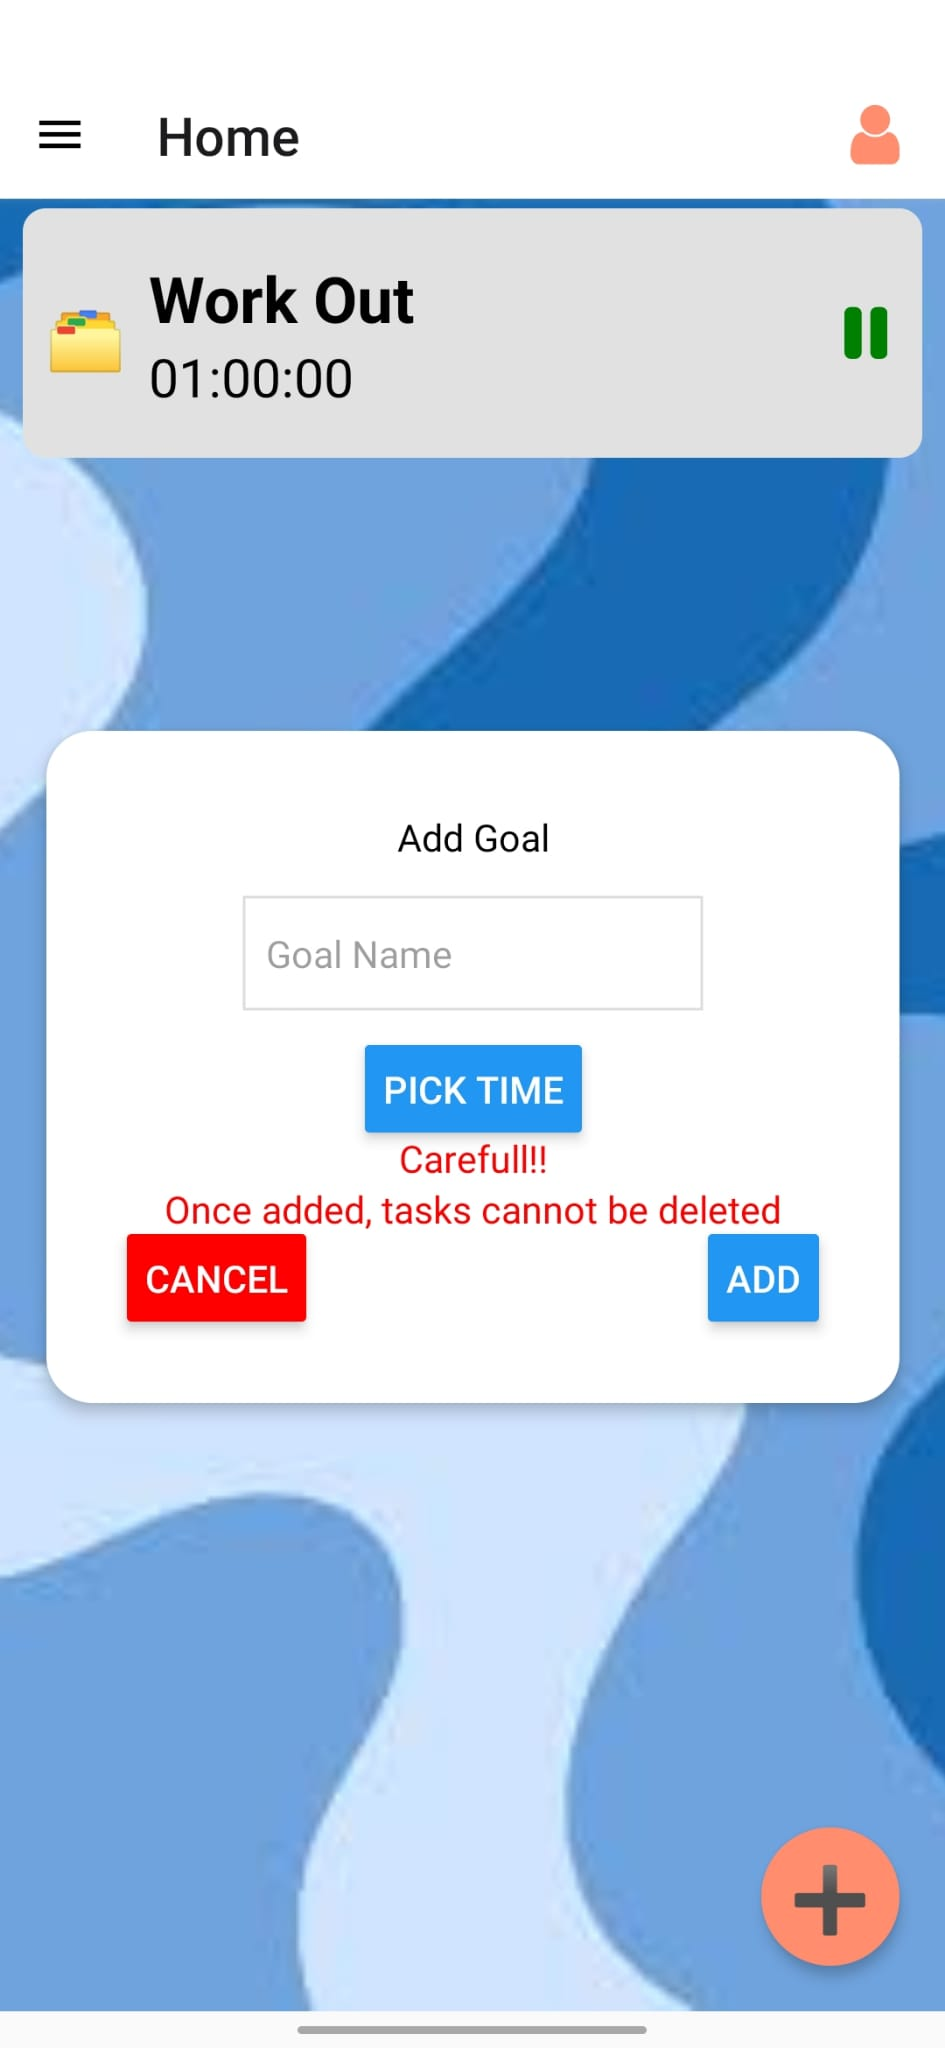 Home
Work Out
01:00:00
Add Goal
Goal Name
PICK TIME
Carefull!!
Once added, tasks cannot be deleted
CANCEL
ADD